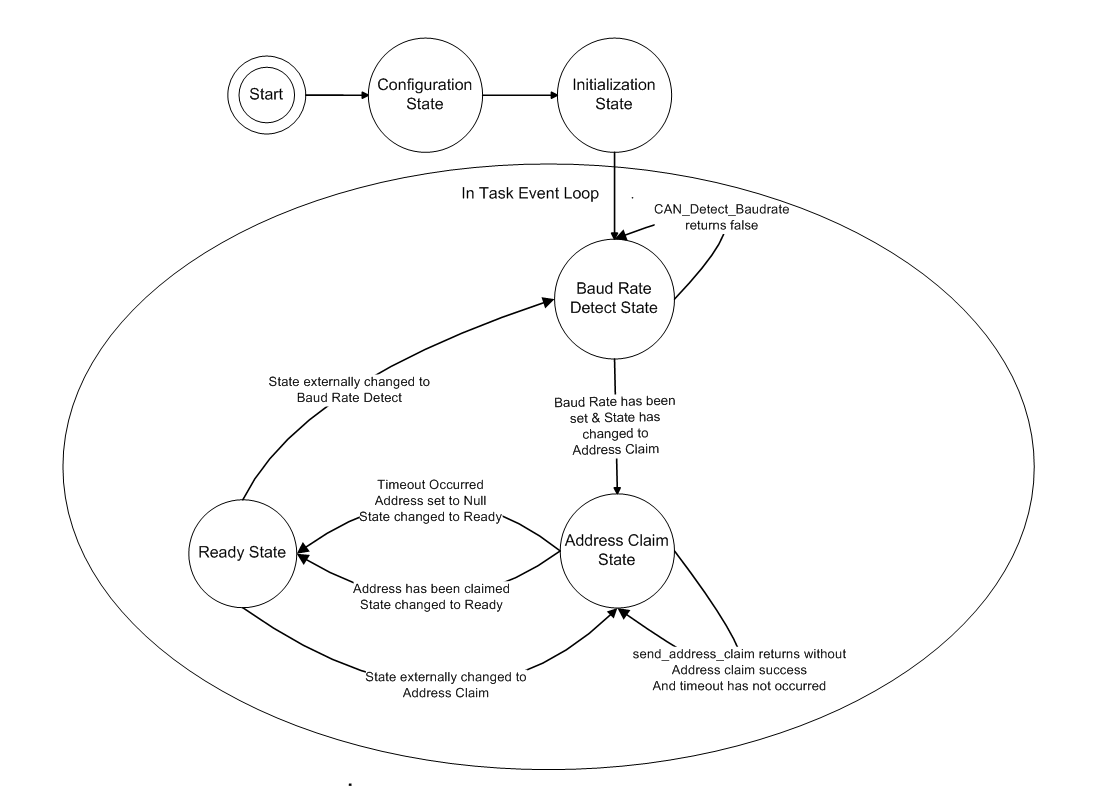 Start
Configuration
State
Initialization
State
In Task Event Loop
CAN_Detect_Baudrate
returns false
Baud Rate
Detect State
State externally changed to
Baud Rate Detect
Baud Rate has been
set & State has
changed to
Address Claim
Timeout Occurred
Address set to Null
State changed to Ready
Ready State
Address Claim
State
Address has been claimed
State changed to Ready
send_address_claim returns without
Address claim success
And timeout has not occurred
State externally changed to
Address Claim